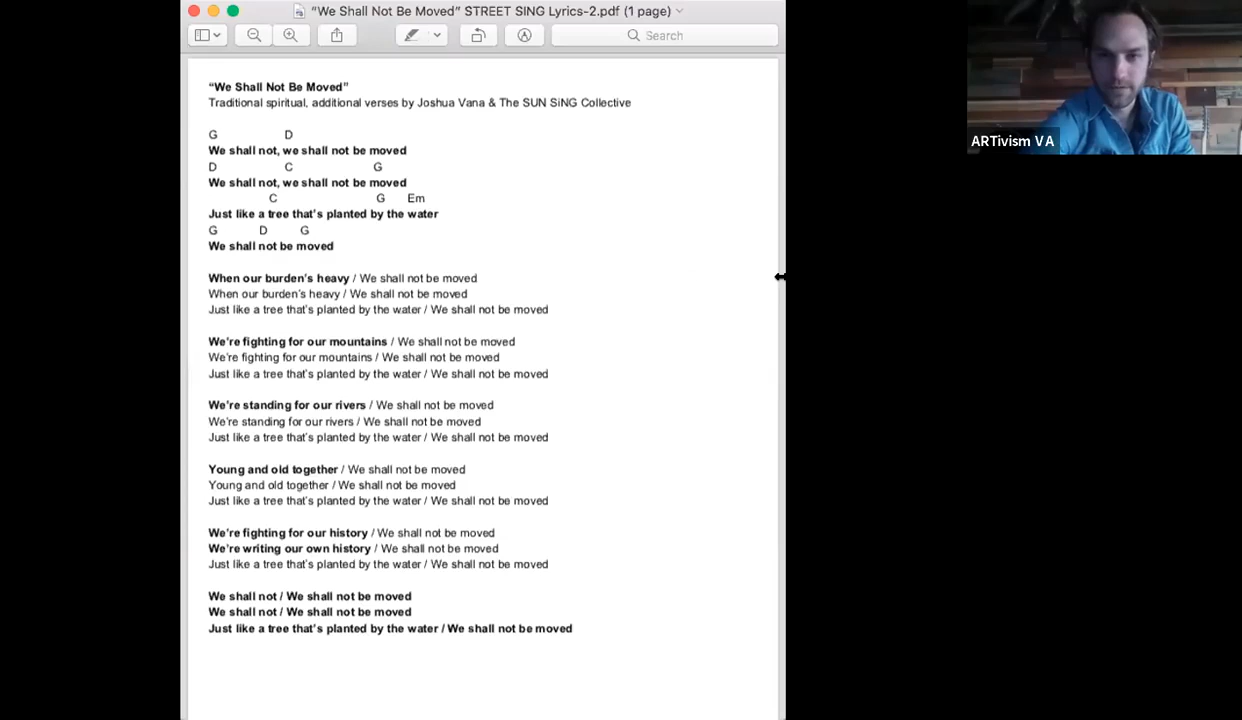 “We Shall Not Be Moved” STREET SING Lyrics-2.pdf (1 page)
Search
“We Shall Not Be Moved”
Traditional spiritual, additional verses by Joshua Vana & The SUN SiNG Collective
G D
We shall not, we shall not be moved
D C G
We shall not, we shall not be moved
C G Em
Just like a tree that’s planted by the water
G D G
We shall not be moved
When our burden’s heavy / We shall not be moved
When our burden’s heavy / We shall not be moved
Just like a tree that’s planted by the water / We shall not be moved
We’re fighting for our mountains / We shall not be moved
We’re fighting for our mountains / We shall not be moved
Just like a tree that’s planted by the water / We shall not be moved
We’re standing for our rivers / We shall not be moved
We’re standing for our rivers / We shall not be moved
Just like a tree that’s planted by the water / We shall not be moved
Young and old together / We shall not be moved
Young and old together / We shall not be moved
Just like a tree that’s planted by the water / We shall not be moved
We’re fighting for our history / We shall not be moved
We’re writing our own history / We shall not be moved
Just like a tree that’s planted by the water / We shall not be moved
We shall not / We shall not be moved
We shall not / We shall not be moved
Just like a tree that’s planted by the water / We shall not be moved
ARTivism VA